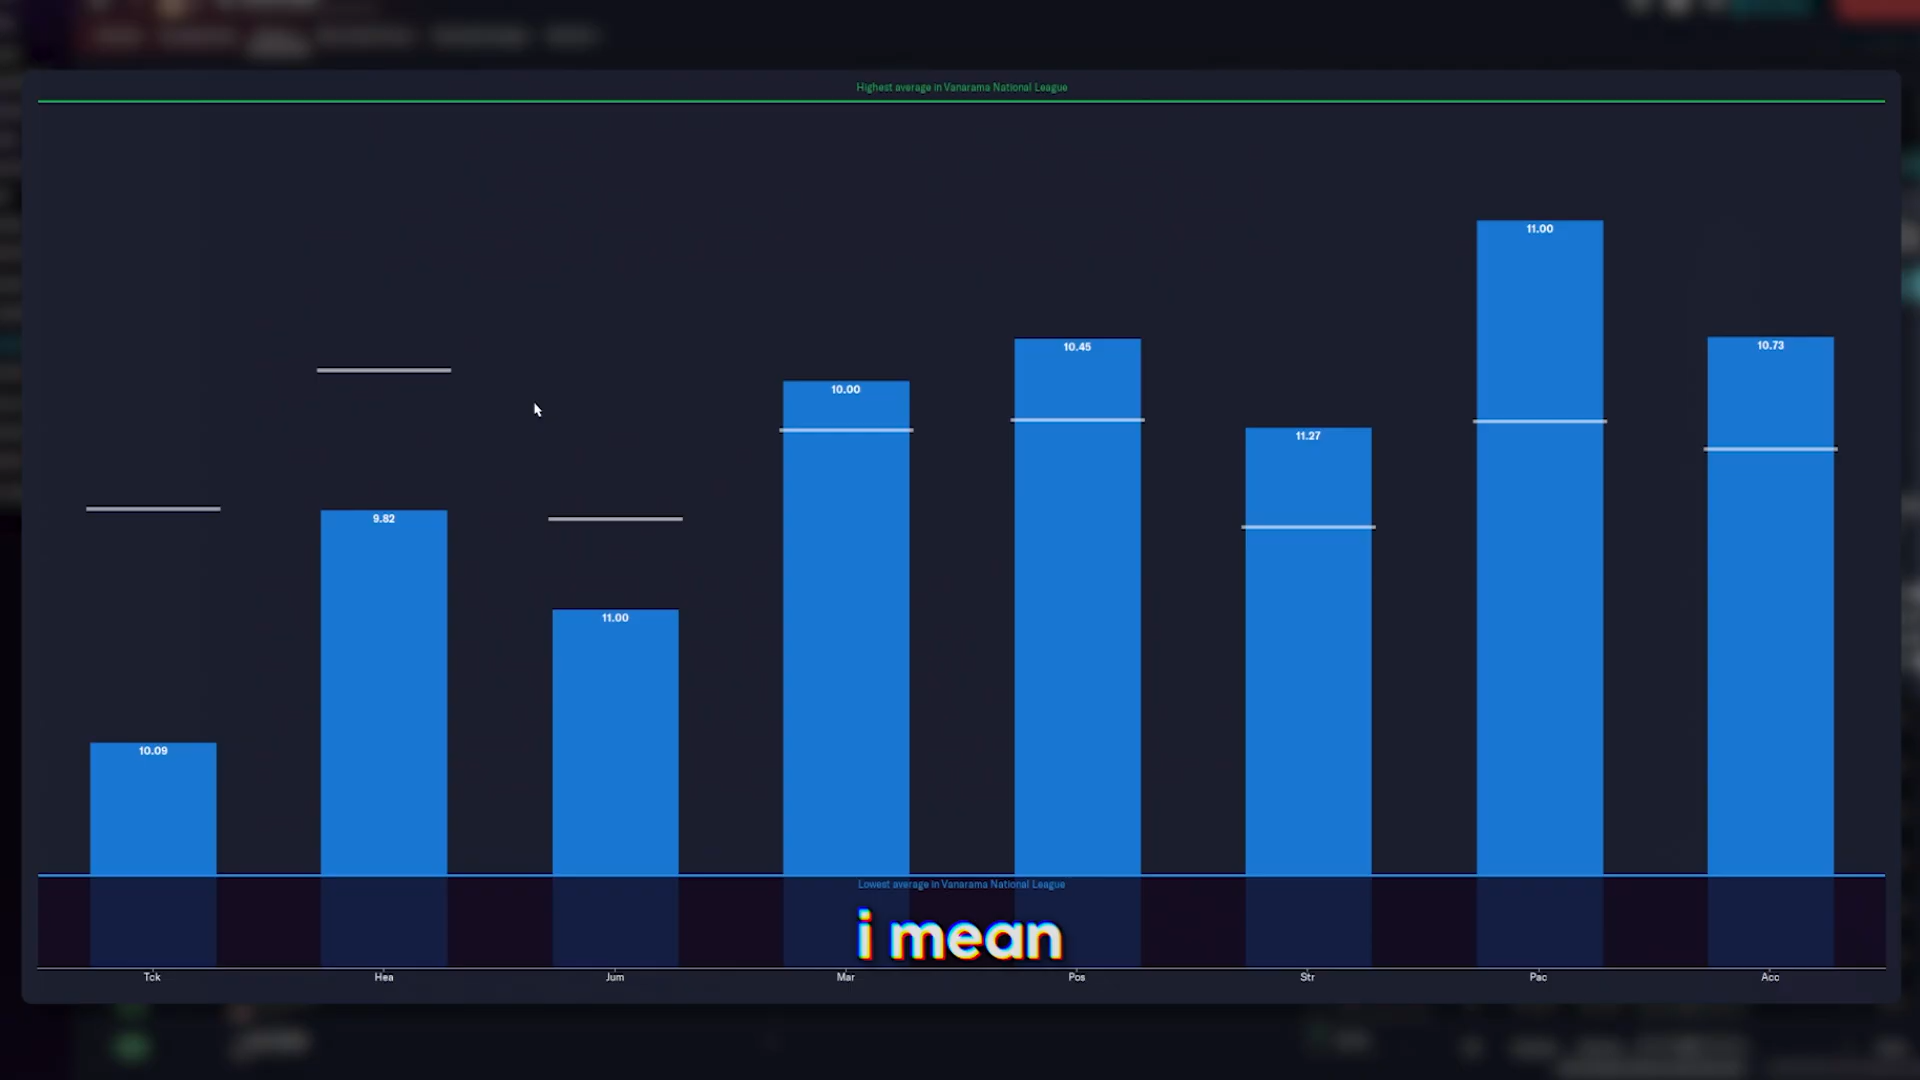 Highest average in Vanarama National League
11.00
10.45
10.73
10.00
11.27
9.82
11.00
10.09
Lowest average in Vanarama National League
i mean
Tck Hea Jum Mar Pos Str Pac Acc